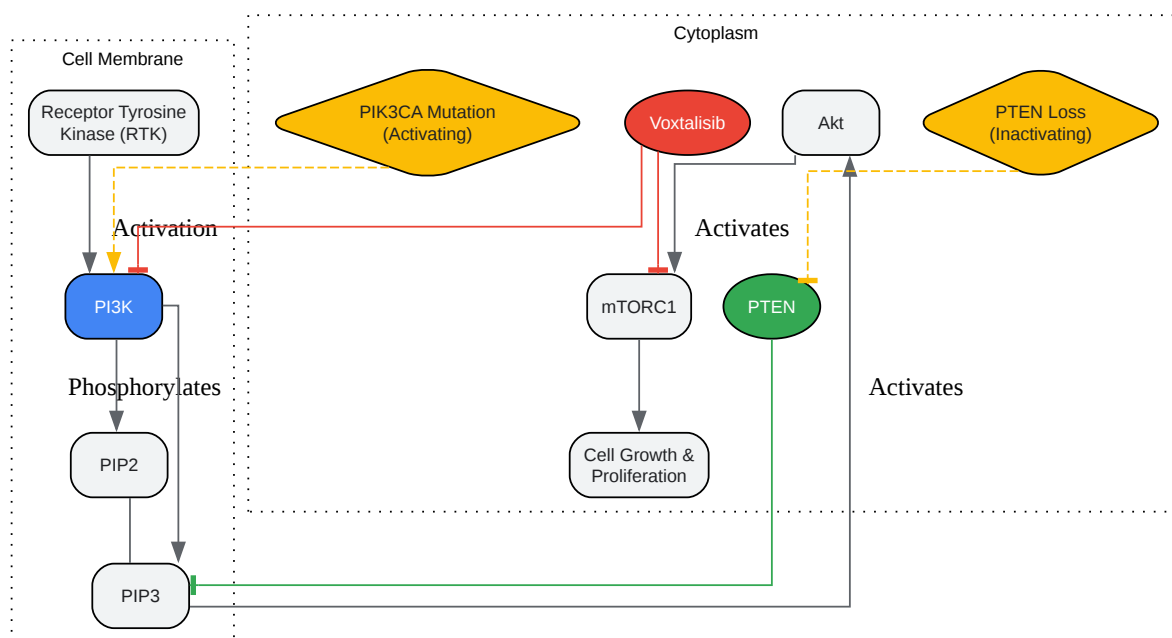 Cytoplasm
Cell Membrane
Receptor Tyrosine
Kinase (RTK)
PIK3CA Mutation
(Activating)
Voxtalisib
Akt
PTEN Loss
(Inactivating)
Activation
Activates
PI3K
mTORC1
PTEN
Phosphorylates
Activates
PIP2
Cell Growth &
Proliferation
PIP3